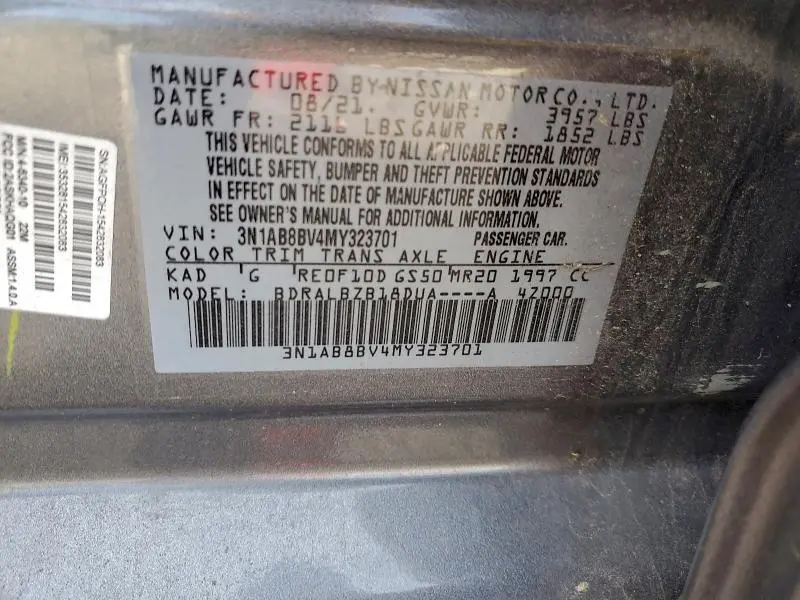 MANUFACTURED BY NISSAN MOTOR CO., LTD.
DATE: 08/21. GVWR: 3957 LBS
GAWR FR: 2116 LBS GAWR RR: 1852 LBS
THIS VEHICLE CONFORMS TO ALL APPLICABLE FEDERAL MOTOR
VEHICLE SAFETY, BUMPER AND THEFT PREVENTION STANDARDS
IN EFFECT ON THE DATE OF MANUFACTURE SHOWN ABOVE.
SEE OWNER'S MANUAL FOR ADDITIONAL INFORMATION.
VIN: 3N1AB8BV4MY323701 PASSENGER CAR.
COLOR TRIM TRANS AXLE ENGINE
KAD G RE0F10D GS50 MR20 1997 CC
MODEL: BDRALBZB18DUA----A 4Z000
3N1AB8BV4MY323701
IMEI: 353281542632083